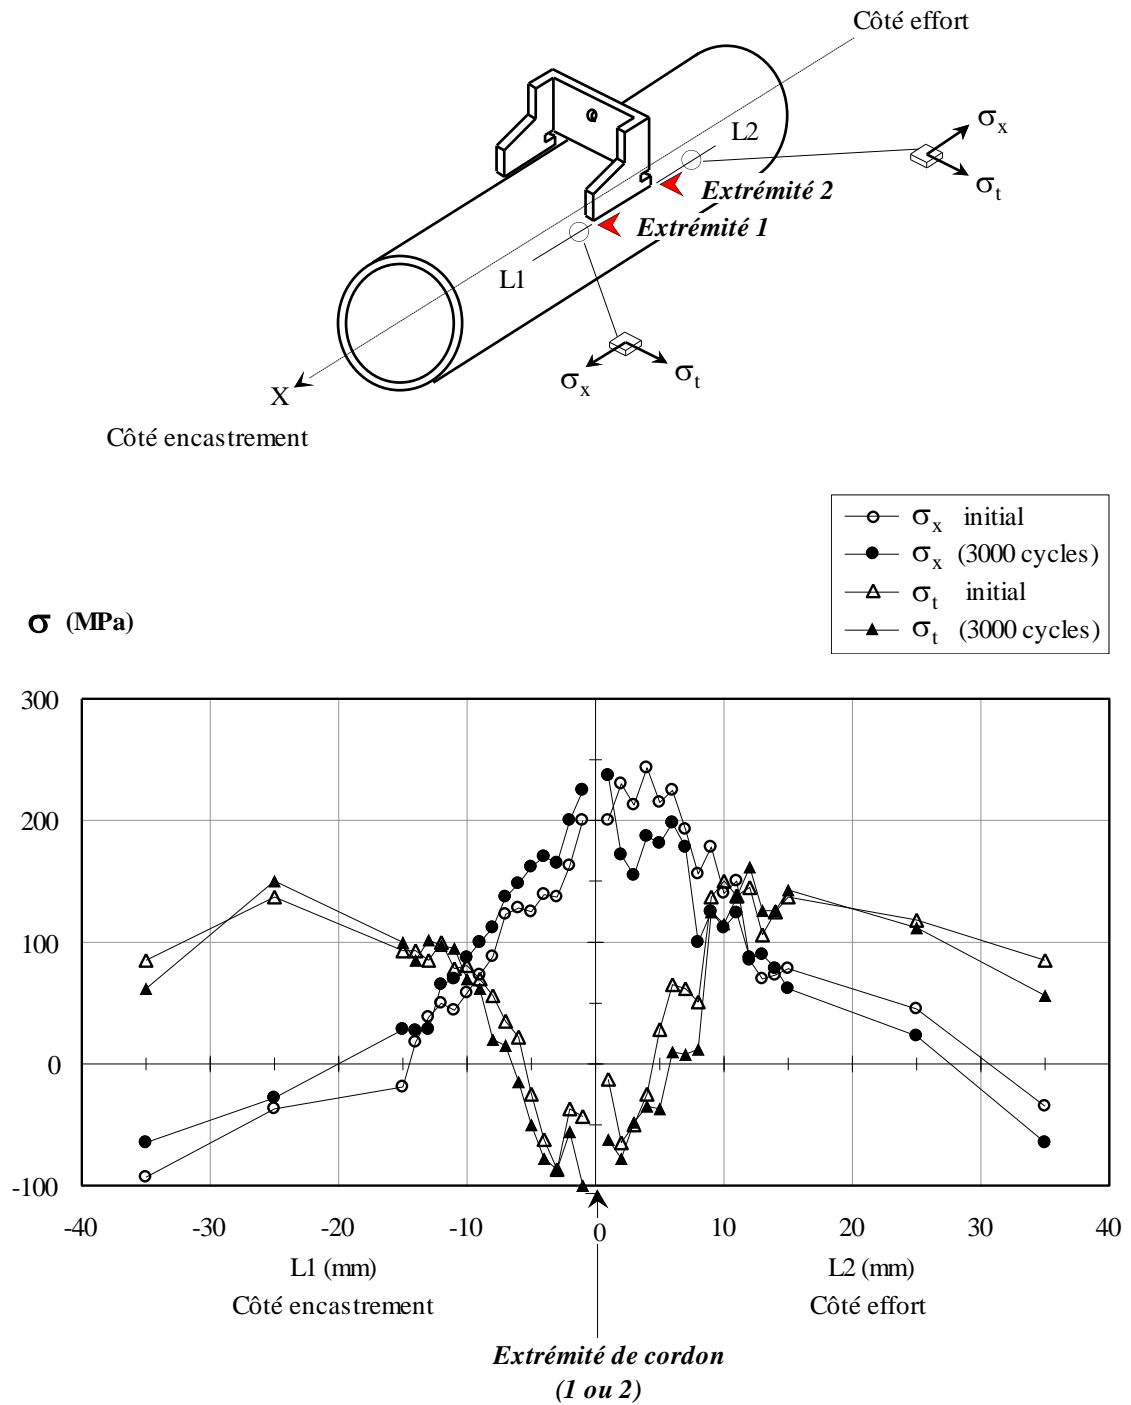 Côté effort
σx
L2
σt
Extrémité 2
Extrémité 1
L1
σx
σt
X
Côté encastrement
σx initial
σx (3000 cycles)
σt initial
σt (3000 cycles)
σ (MPa)
300
200
100
0
-100
-40 -30 -20 -10 0 10 20 30 40
L1 (mm) L2 (mm)
Côté encastrement Côté effort
Extrémité de cordon
(1 ou 2)